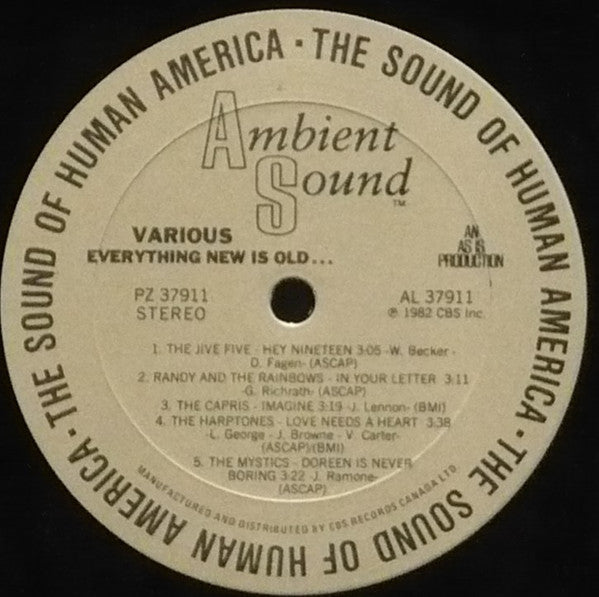 THE SOUND OF HUMAN AMERICA · THE SOUND OF HUMAN AMERICA · THE SOUND OF HUMAN AMERICA · THE SOUND OF HUMAN AMERICA ·
Ambient
Sound
TM
VARIOUS
EVERYTHING NEW IS OLD...
AN
AS IS
PRODUCTION
PZ 37911
STEREO
AL 37911
℗ 1982 CBS Inc.
1. THE JIVE FIVE - HEY NINETEEN 3:05 -W. Becker -
D. Fagen- (ASCAP)
2. RANDY AND THE RAINBOWS - IN YOUR LETTER 3:11
-G. Richrath- (ASCAP)
3. THE CAPRIS - IMAGINE 3:19 -J. Lennon- (BMI)
4. THE HARPTONES - LOVE NEEDS A HEART 3:38
-L. George - J. Browne - V. Carter-
(ASCAP)/(BMI)
5. THE MYSTICS - DOREEN IS NEVER
BORING 3:22 -J. Ramone-
(ASCAP)
MANUFACTURED AND DISTRIBUTED BY CBS RECORDS CANADA LTD.